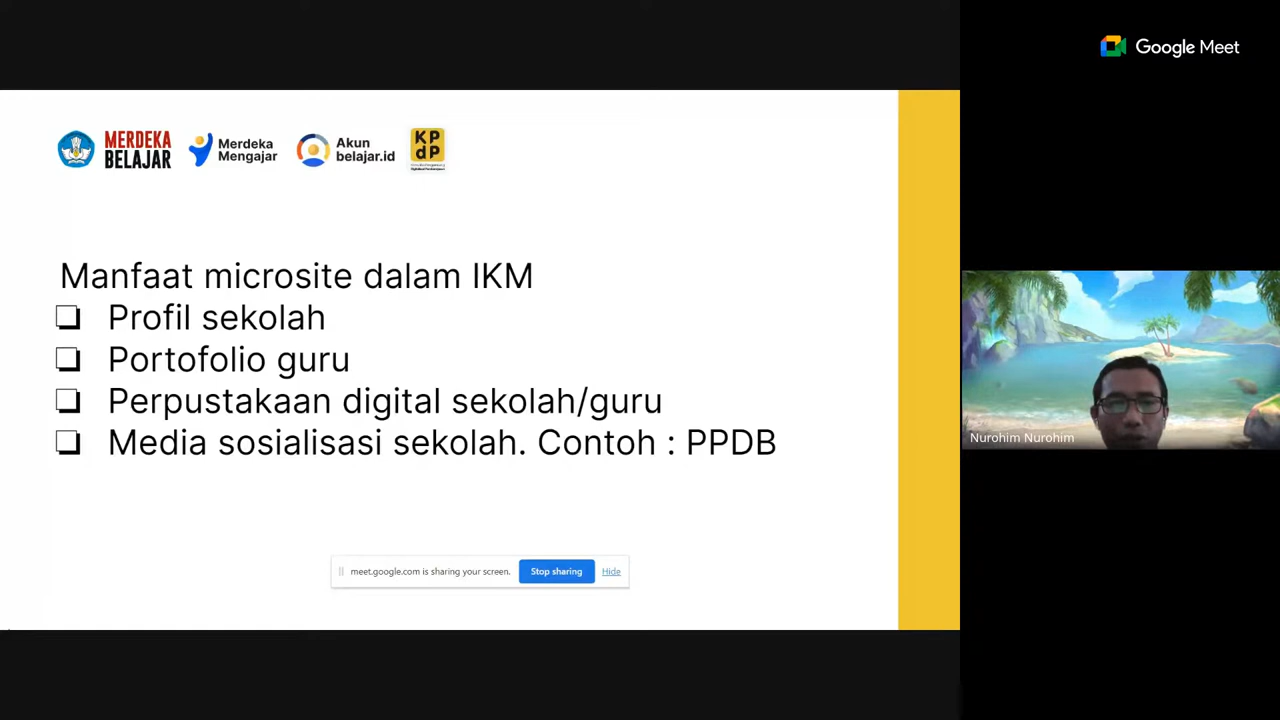 Google Meet
MERDEKA
BELAJAR
Merdeka
Mengajar
Akun
belajar.id
KP
dP
Manfaat microsite dalam IKM
❏ Profil sekolah
❏ Portofolio guru
❏ Perpustakaan digital sekolah/guru
❏ Media sosialisasi sekolah. Contoh : PPDB
meet.google.com is sharing your screen. Stop sharing Hide
Nurohim Nurohim